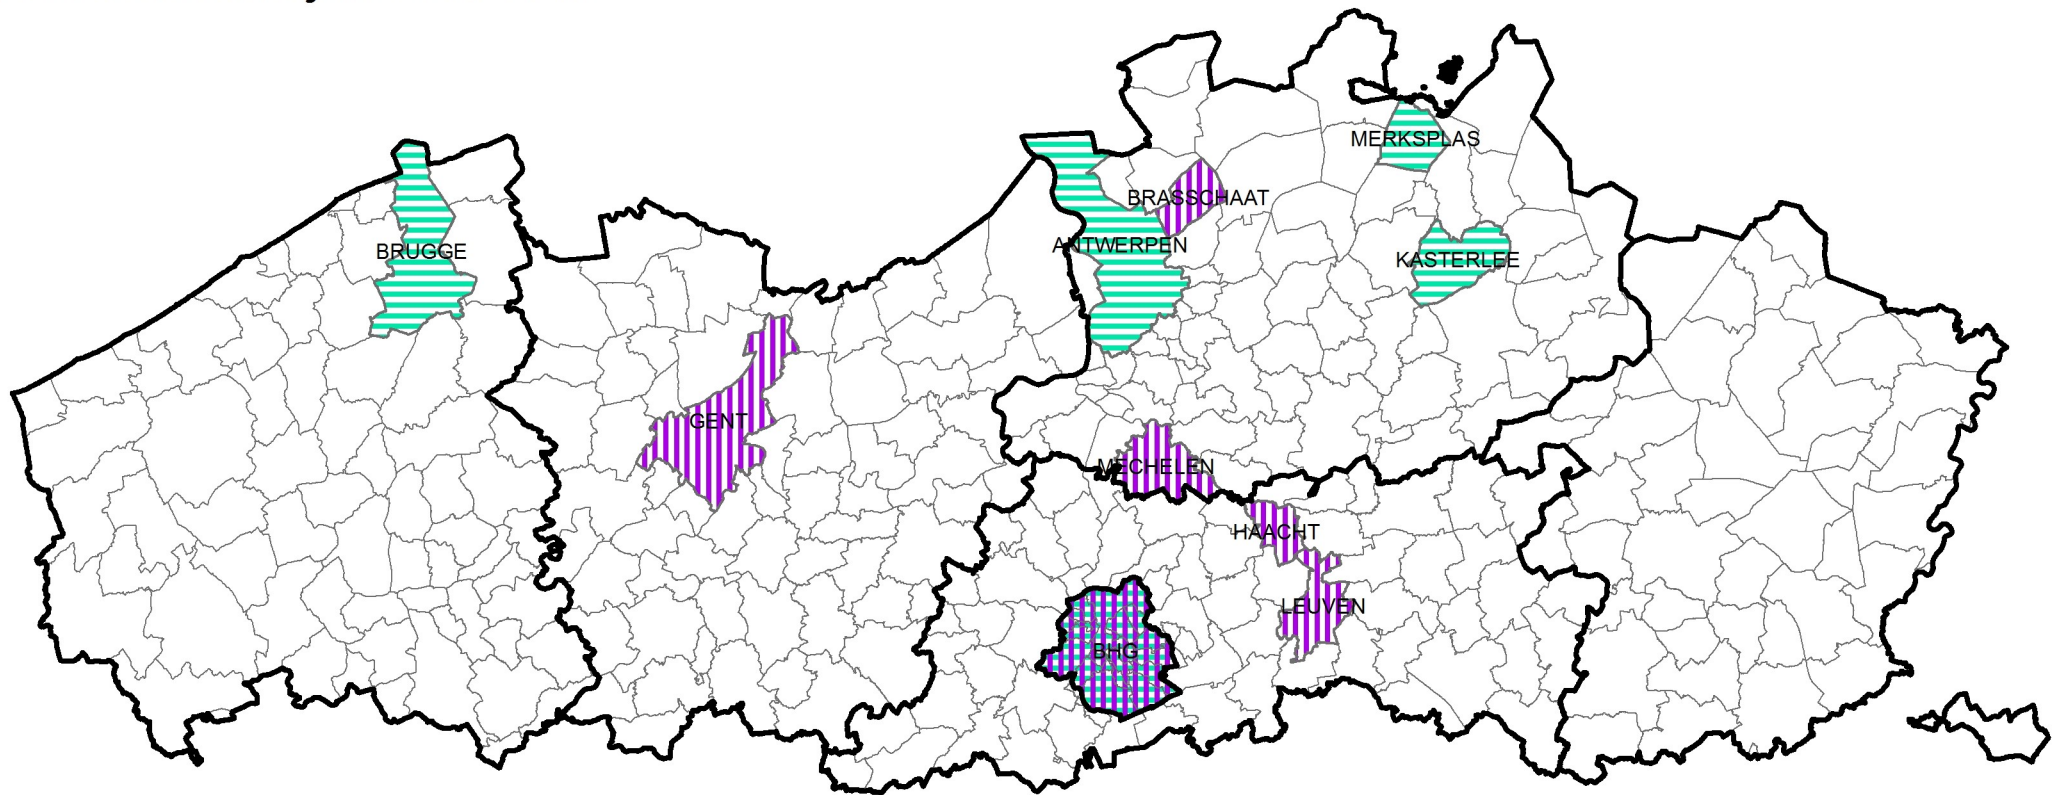 MERKSPLAS
BRASSCHAAT
ANTWERPEN
BRUGGE
KASTERLEE
GENT
MECHELEN
HAACHT
LEUVEN
BHG